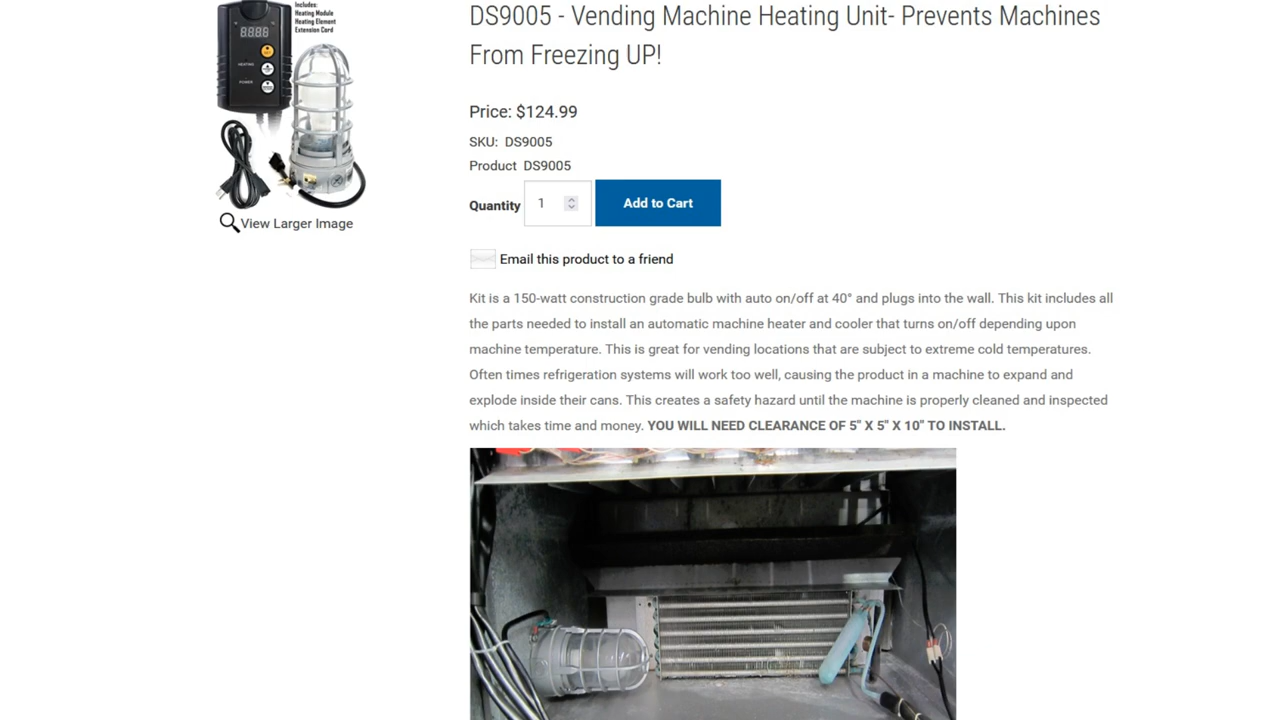 Includes:
Heating Module
Heating Element
Extension Cord
HEATING
POWER
View Larger Image
DS9005 - Vending Machine Heating Unit- Prevents Machines
From Freezing UP!
Price: $124.99
SKU: DS9005
Product DS9005
Quantity 1 Add to Cart
Email this product to a friend
Kit is a 150-watt construction grade bulb with auto on/off at 40° and plugs into the wall. This kit includes all
the parts needed to install an automatic machine heater and cooler that turns on/off depending upon
machine temperature. This is great for vending locations that are subject to extreme cold temperatures.
Often times refrigeration systems will work too well, causing the product in a machine to expand and
explode inside their cans. This creates a safety hazard until the machine is properly cleaned and inspected
which takes time and money. YOU WILL NEED CLEARANCE OF 5" X 5" X 10" TO INSTALL.